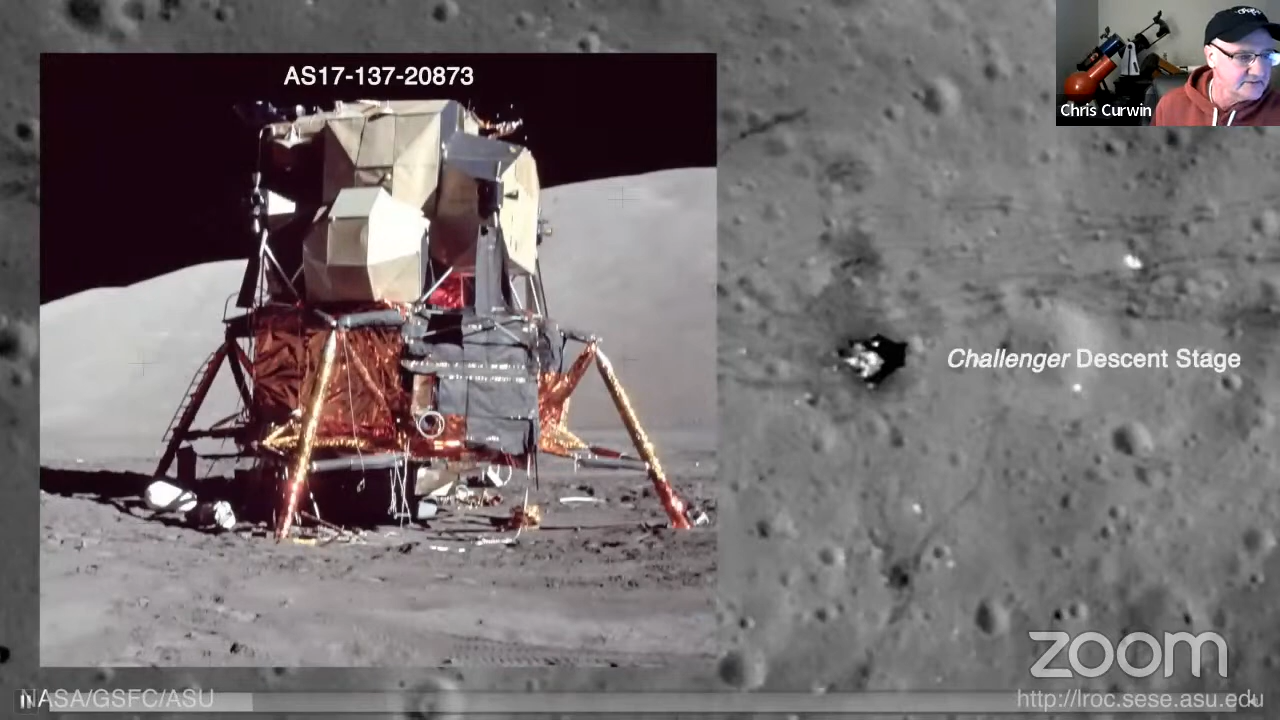 AS17-137-20873
Chris Curwin
Challenger Descent Stage
zoom
NASA/GSFC/ASU
http://lroc.sese.asu.edu